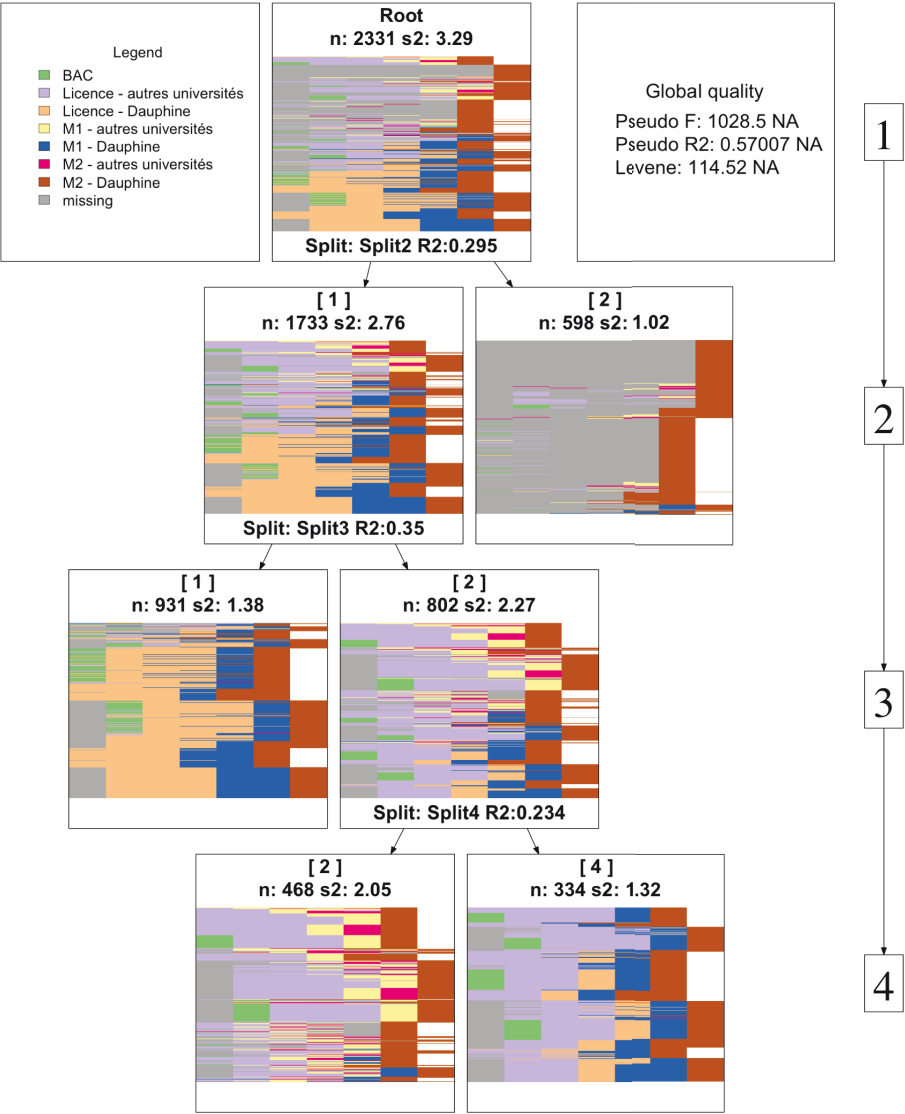 Legend
BAC
Licence - autres universités
Licence - Dauphine
M1 - autres universités
M1 - Dauphine
M2 - autres universités
M2 - Dauphine
missing
Root
n: 2331 s2: 3.29
Split: Split2 R2:0.295
Global quality
Pseudo F: 1028.5 NA
Pseudo R2: 0.57007 NA
Levene: 114.52 NA
1
[ 1 ]
n: 1733 s2: 2.76
Split: Split3 R2:0.35
[ 2 ]
n: 598 s2: 1.02
2
[ 1 ]
n: 931 s2: 1.38
[ 2 ]
n: 802 s2: 2.27
Split: Split4 R2:0.234
3
[ 2 ]
n: 468 s2: 2.05
[ 4 ]
n: 334 s2: 1.32
4